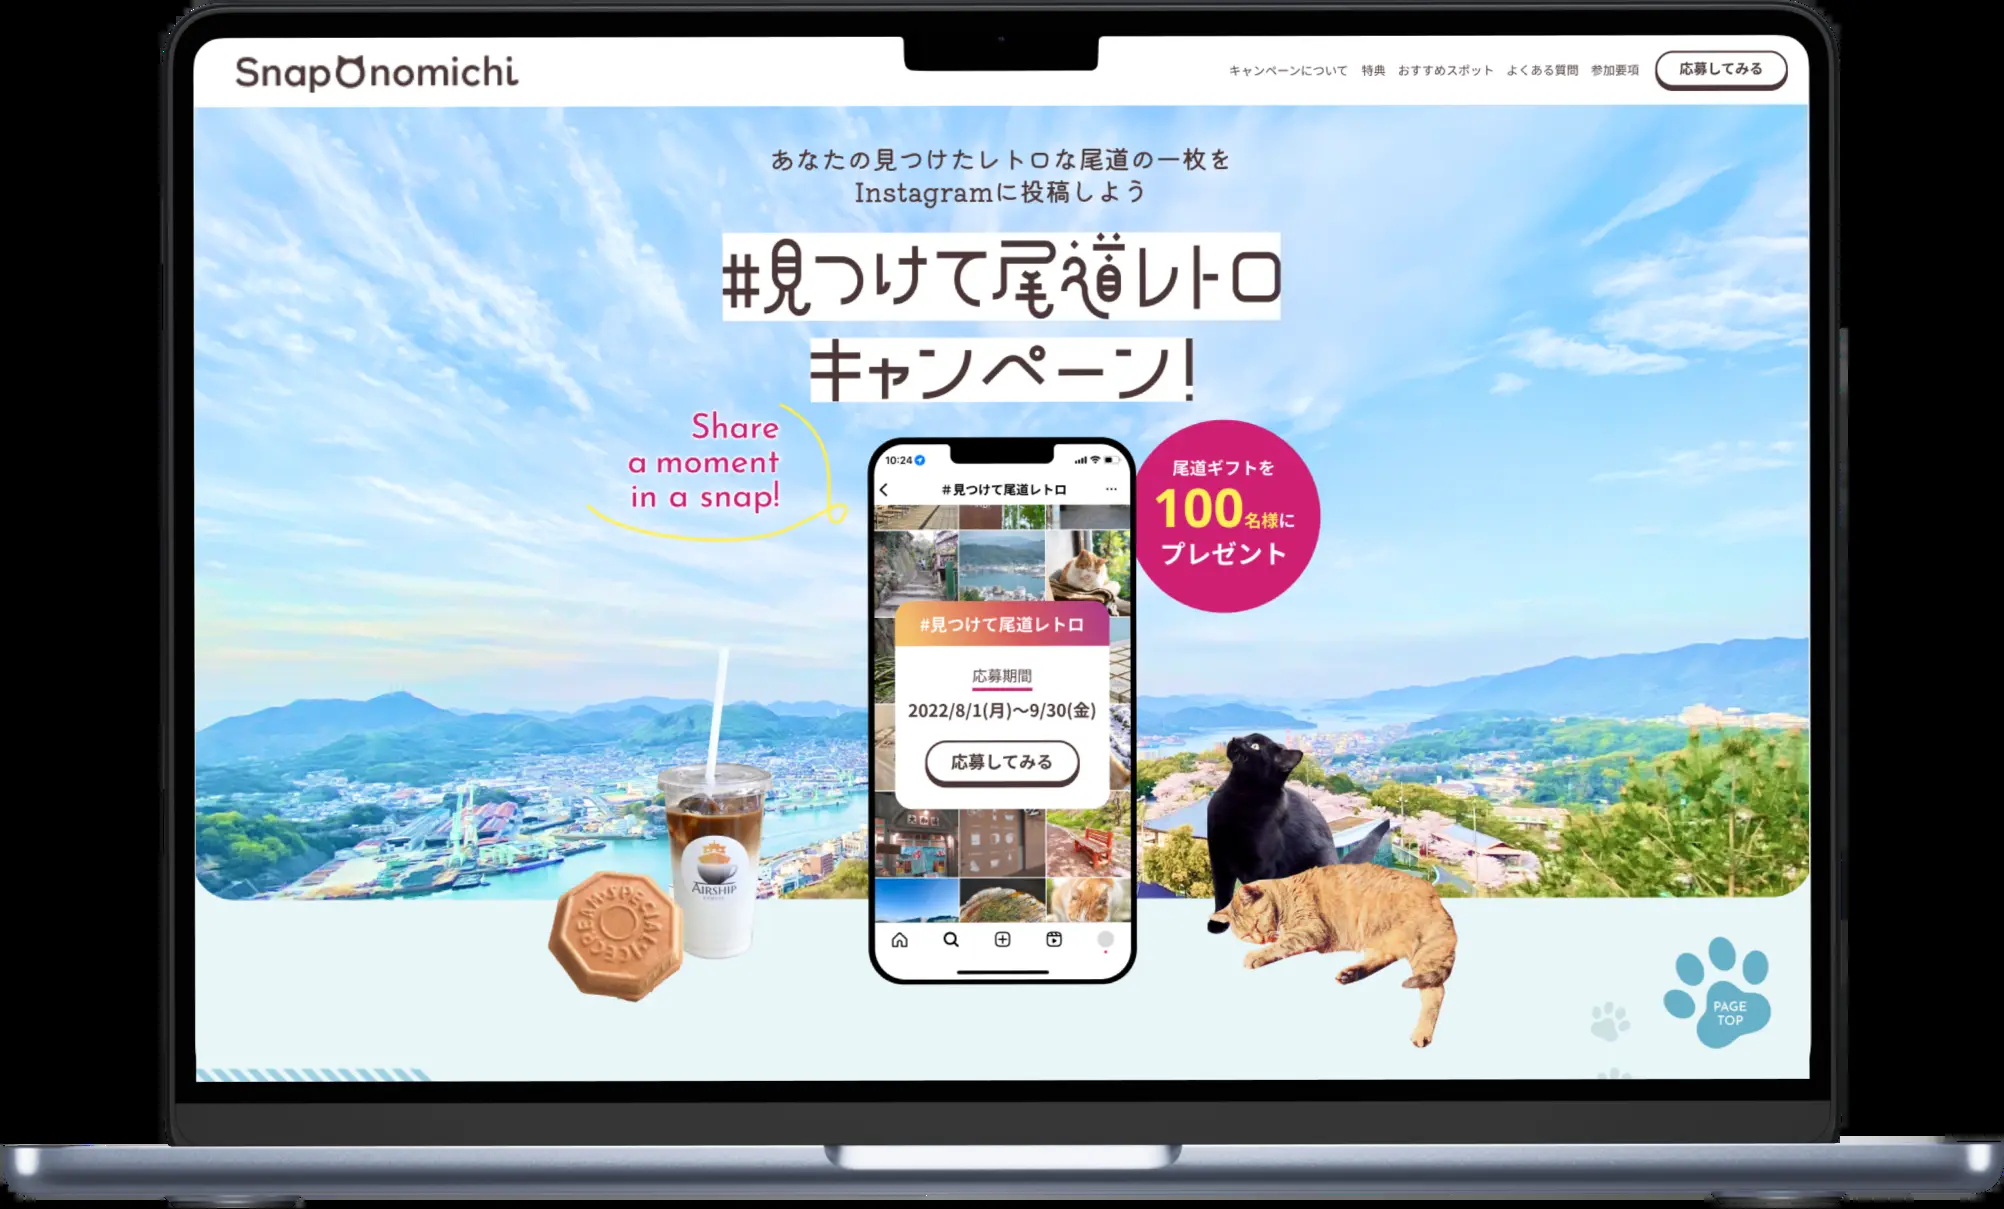 SnapOnomichi
キャンペーンについて 特典 おすすめスポット よくある質問 参加要項 応募してみる
あなたの見つけたレトロな尾道の一枚を
Instagramに投稿しよう
#見つけて尾道レトロ
キャンペーン!
Share
a moment
in a snap!
10:24
#見つけて尾道レトロ
#見つけて尾道レトロ
応募期間
2022/8/1(月)〜9/30(金)
応募してみる
尾道ギフトを
100名様に
プレゼント
AIRSHIP
SPECIAL ICECREAM
PAGE
TOP